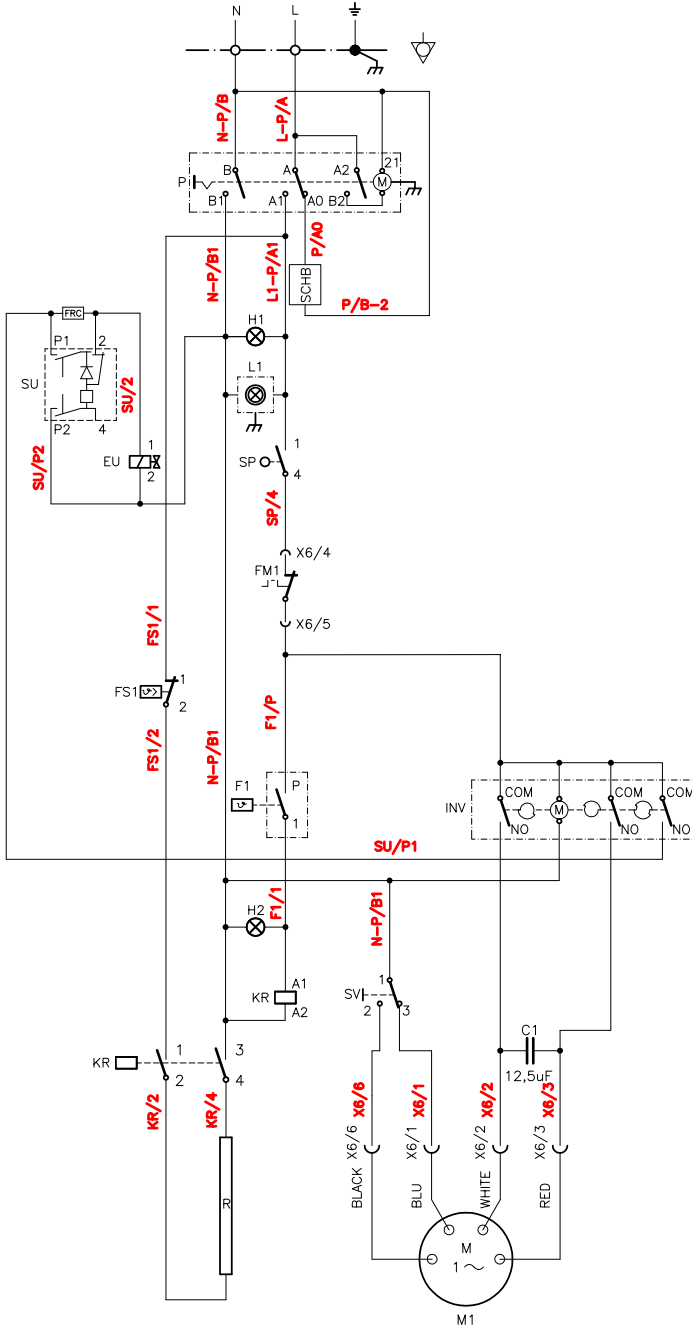 N L
N-P/B L-P/A
B A A2 21
P M
B1 A1 A0 B2
P/A0
N-P/B1 L1-P/A1
SCHB
P/B-2
FRC
H1
P1 2
SU
SU/2
L1
P2 4
SU/P2
EU 1
2
SP 1
4
SP/4
X6/4
FM1
X6/5
FS1/1
FS1 1
2
F1/P
FS1/2
N-P/B1
F1 P
1
COM COM COM
INV M
NO NO NO
SU/P1
F1/1
N-P/B1
H2
KR A1
A2
SV 1
2 3
C1
12,5uF
KR 1 3
2 4
KR/2 KR/4
X6/6 X6/1 X6/2 X6/3
X6/6 X6/1 X6/2 X6/3
BLACK BLU WHITE RED
R
M
1
M1